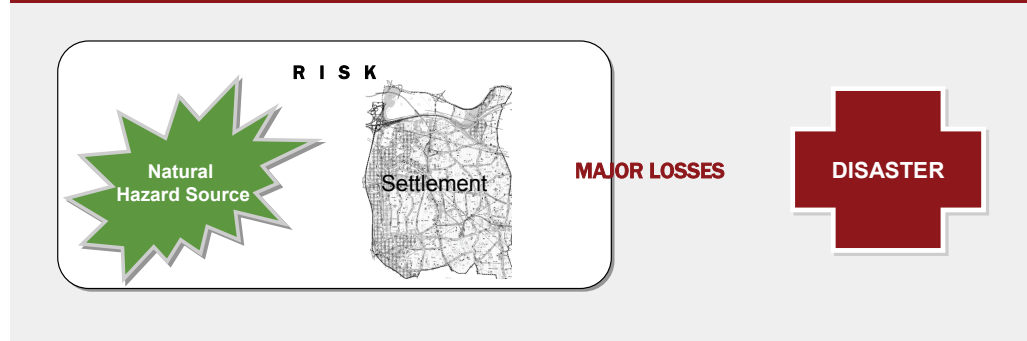 R I S K
Natural
Hazard Source
Settlement
MAJOR LOSSES
DISASTER